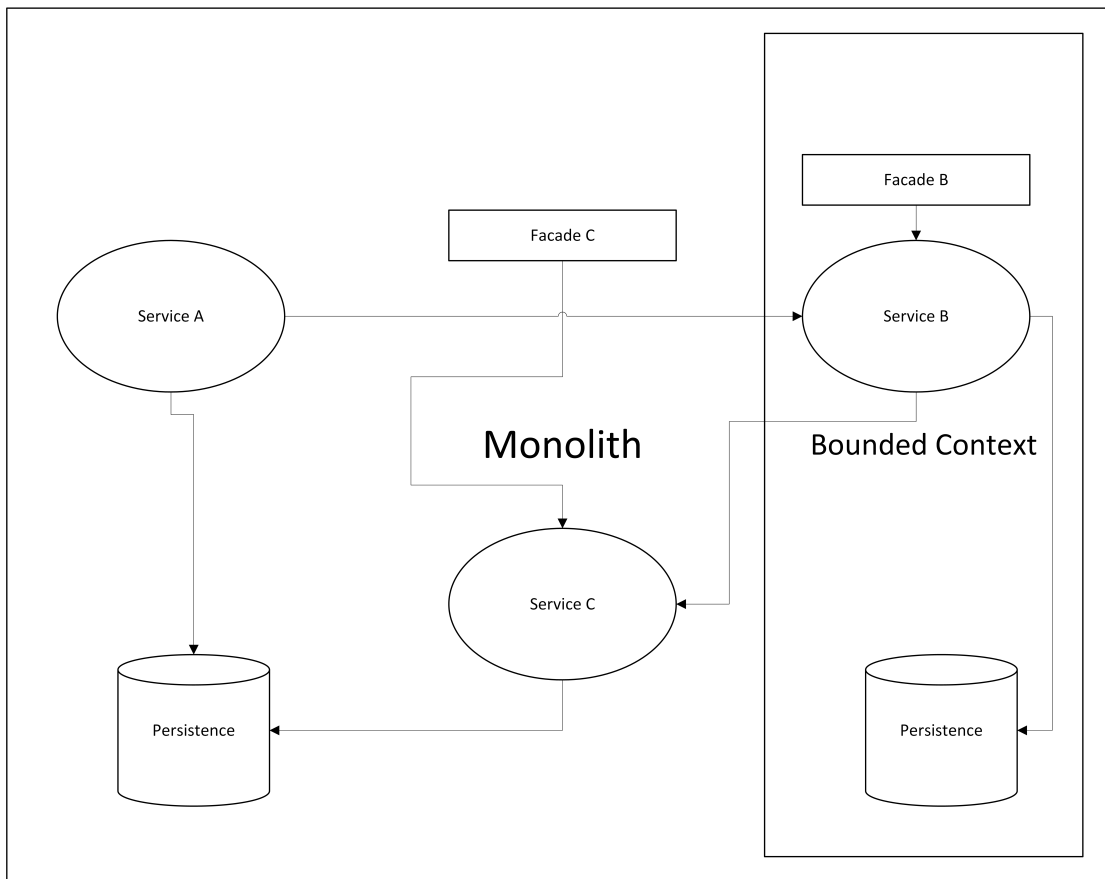 Facade B
Facade C
Service A
Service B
Monolith
Bounded Context
Service C
Persistence
Persistence